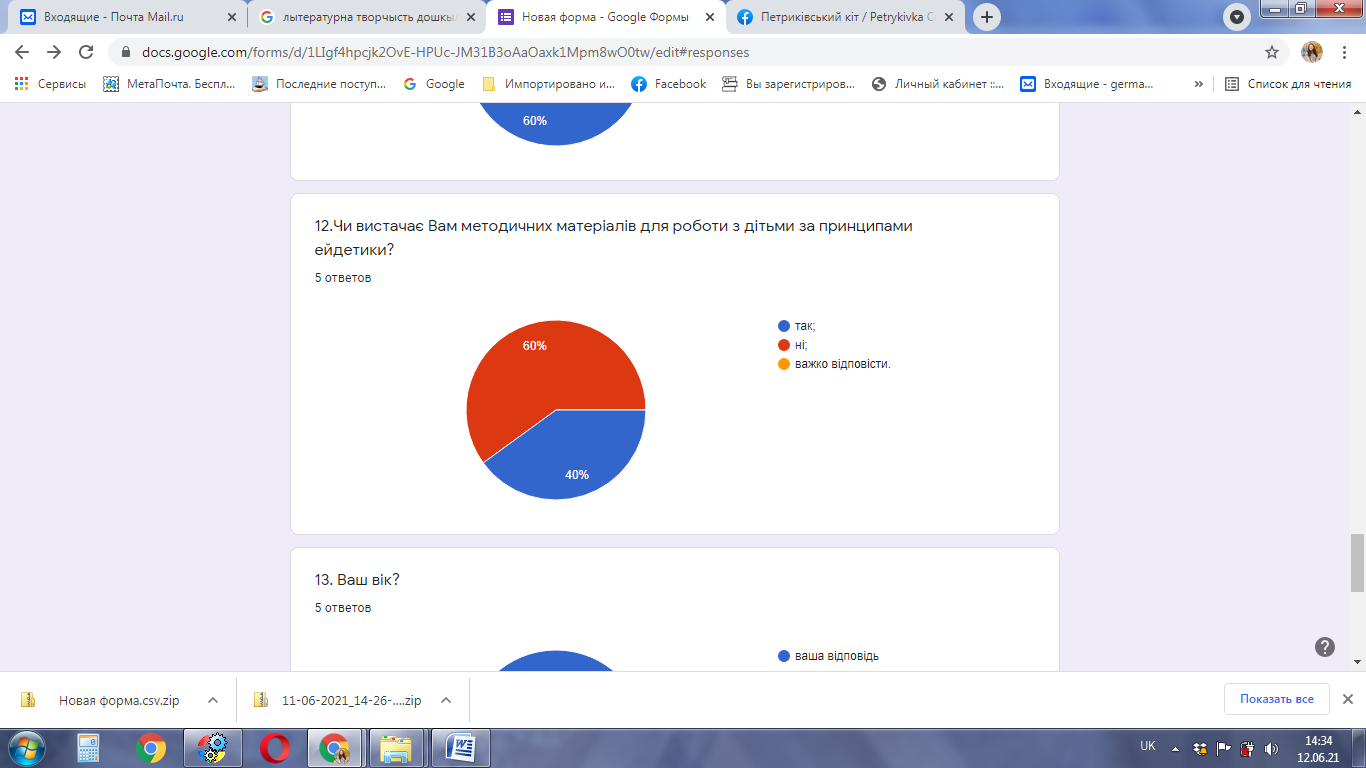 Входящие - Почта Mail.ru
лытературна творчысть дошкы
Новая форма - Google Формы
Петриківський кіт / Petrykivka C
docs.google.com/forms/d/1LIgf4hpcjk2OvE-HPUc-JM31B3oAaOaxk1Mpm8wO0tw/edit#responses
Сервисы МетаПочта. Беспл... Последние поступ... Google Импортировано и... Facebook Вы зарегистриров... Личный кабинет ::... Входящие - germa... » Список для чтения
60%
12.Чи вистачає Вам методичних матеріалів для роботи з дітьми за принципами
ейдетики?
5 ответов
так;
ні;
важко відповісти.
60%
40%
13. Ваш вік?
5 ответов
ваша відповідь
Новая форма.csv.zip
11-06-2021_14-26-....zip
Показать все
UK
14:34
12.06.21